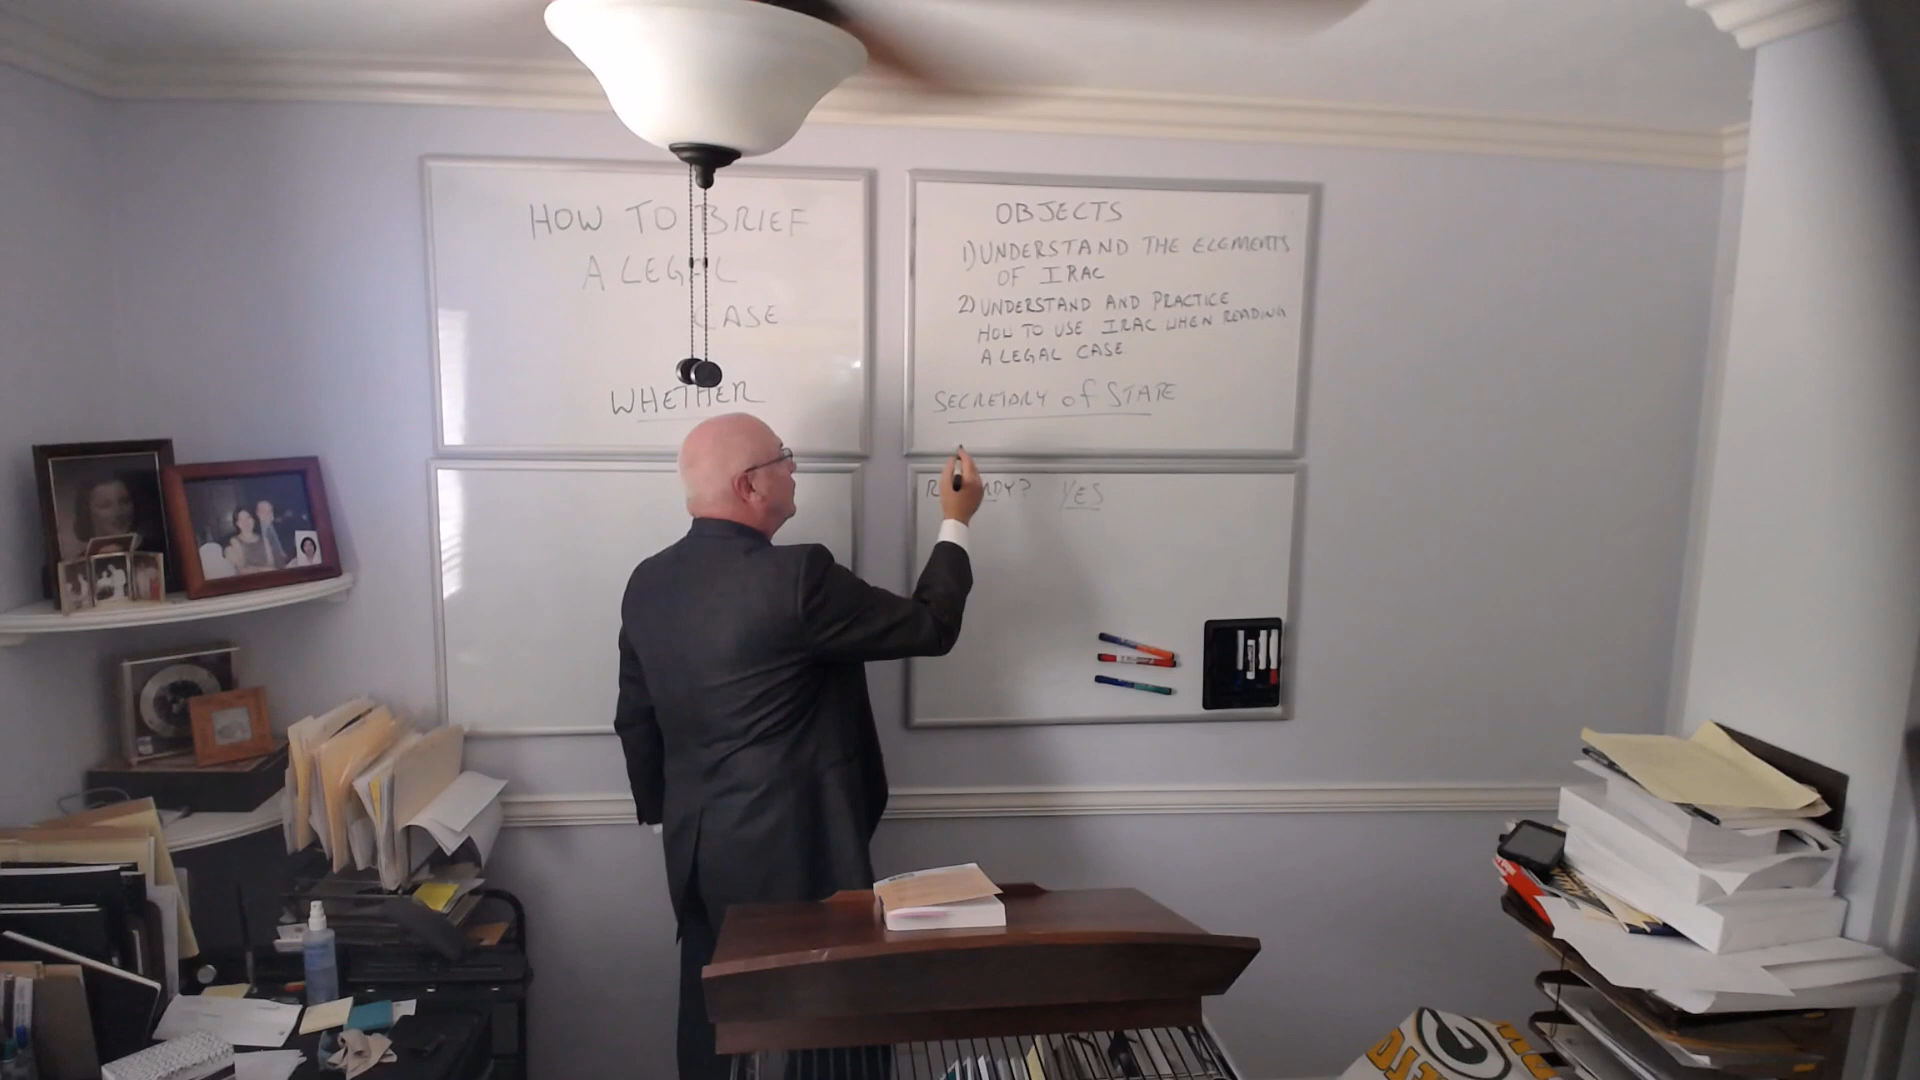 HOW TO BRIEF
A LEGAL
CASE
WHETHER
OBJECTS
1) UNDERSTAND THE ELEMENTS
OF IRAC
2) UNDERSTAND AND PRACTICE
HOW TO USE IRAC WHEN READING
A LEGAL CASE
SECRETARY of STATE
YES
G